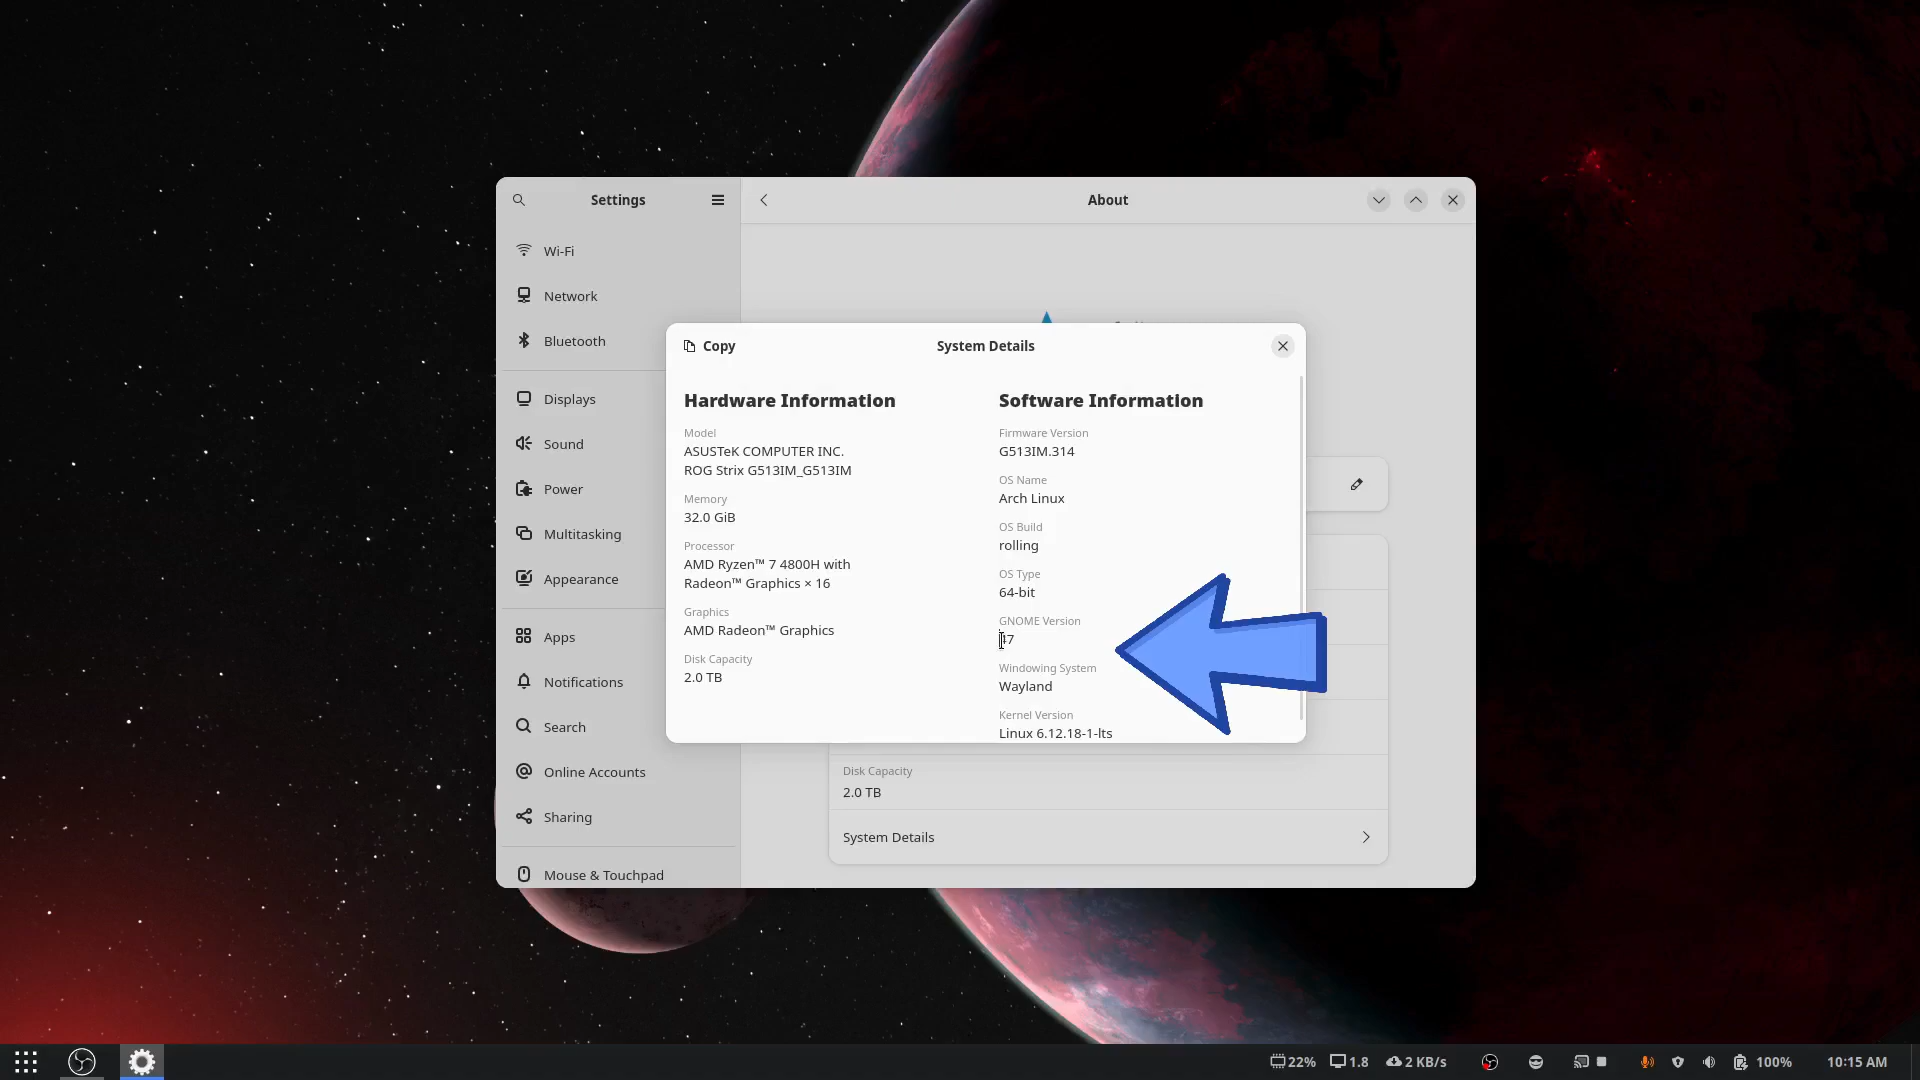 Settings
About
Wi-Fi
Network
Bluetooth
Displays
Sound
Power
Multitasking
Appearance
Apps
Notifications
Search
Online Accounts
Sharing
Mouse & Touchpad
Copy
System Details
Hardware Information
Model
ASUSTeK COMPUTER INC.
ROG Strix G513IM_G513IM
Memory
32.0 GiB
Processor
AMD Ryzen™ 7 4800H with
Radeon™ Graphics × 16
Graphics
AMD Radeon™ Graphics
Disk Capacity
2.0 TB
Software Information
Firmware Version
G513IM.314
OS Name
Arch Linux
OS Build
rolling
OS Type
64-bit
GNOME Version
47
Windowing System
Wayland
Kernel Version
Linux 6.12.18-1-lts
Disk Capacity
2.0 TB
System Details
22%
1.8
2 KB/s
100%
10:15 AM